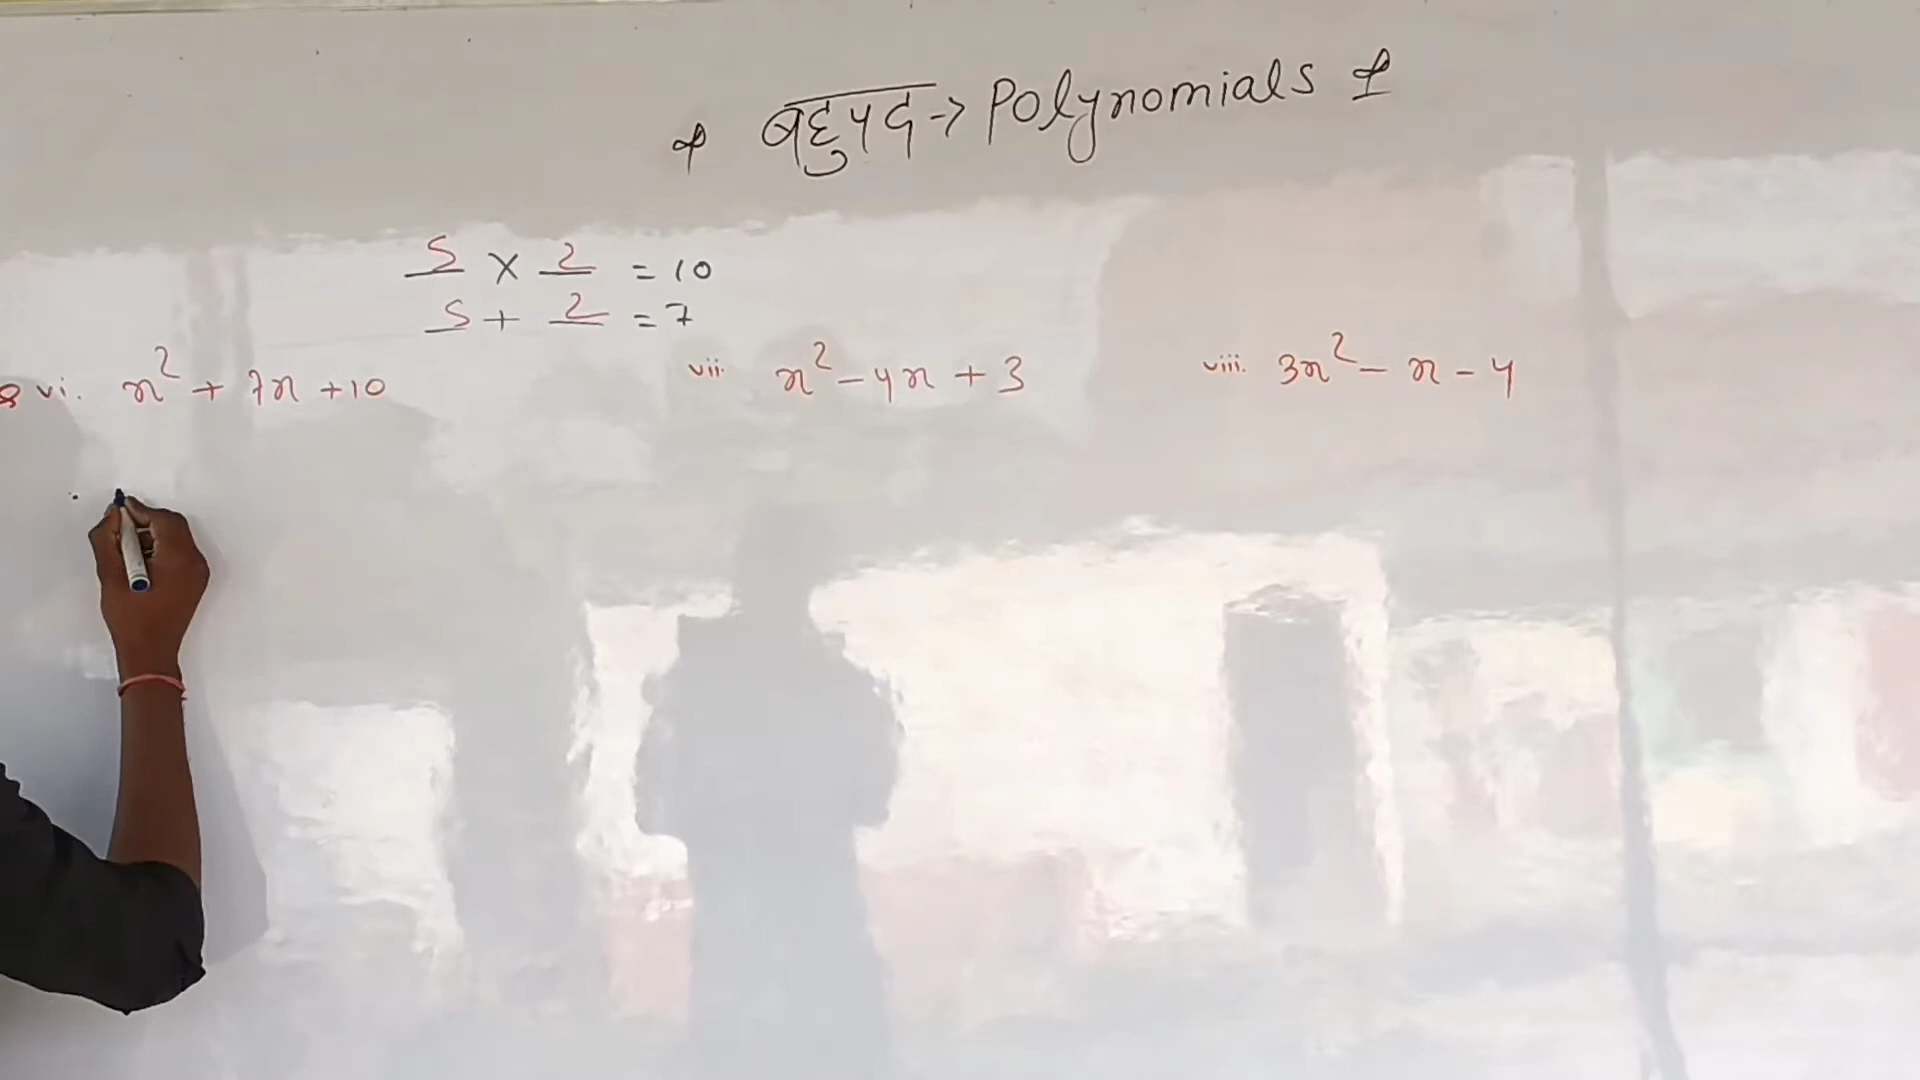 बहुपद -> Polynomials
5 × 2 = 10
5 + 2 = 7
vi. x² + 7x + 10
vii. x² - 4x + 3
viii. 3x² - x - 4